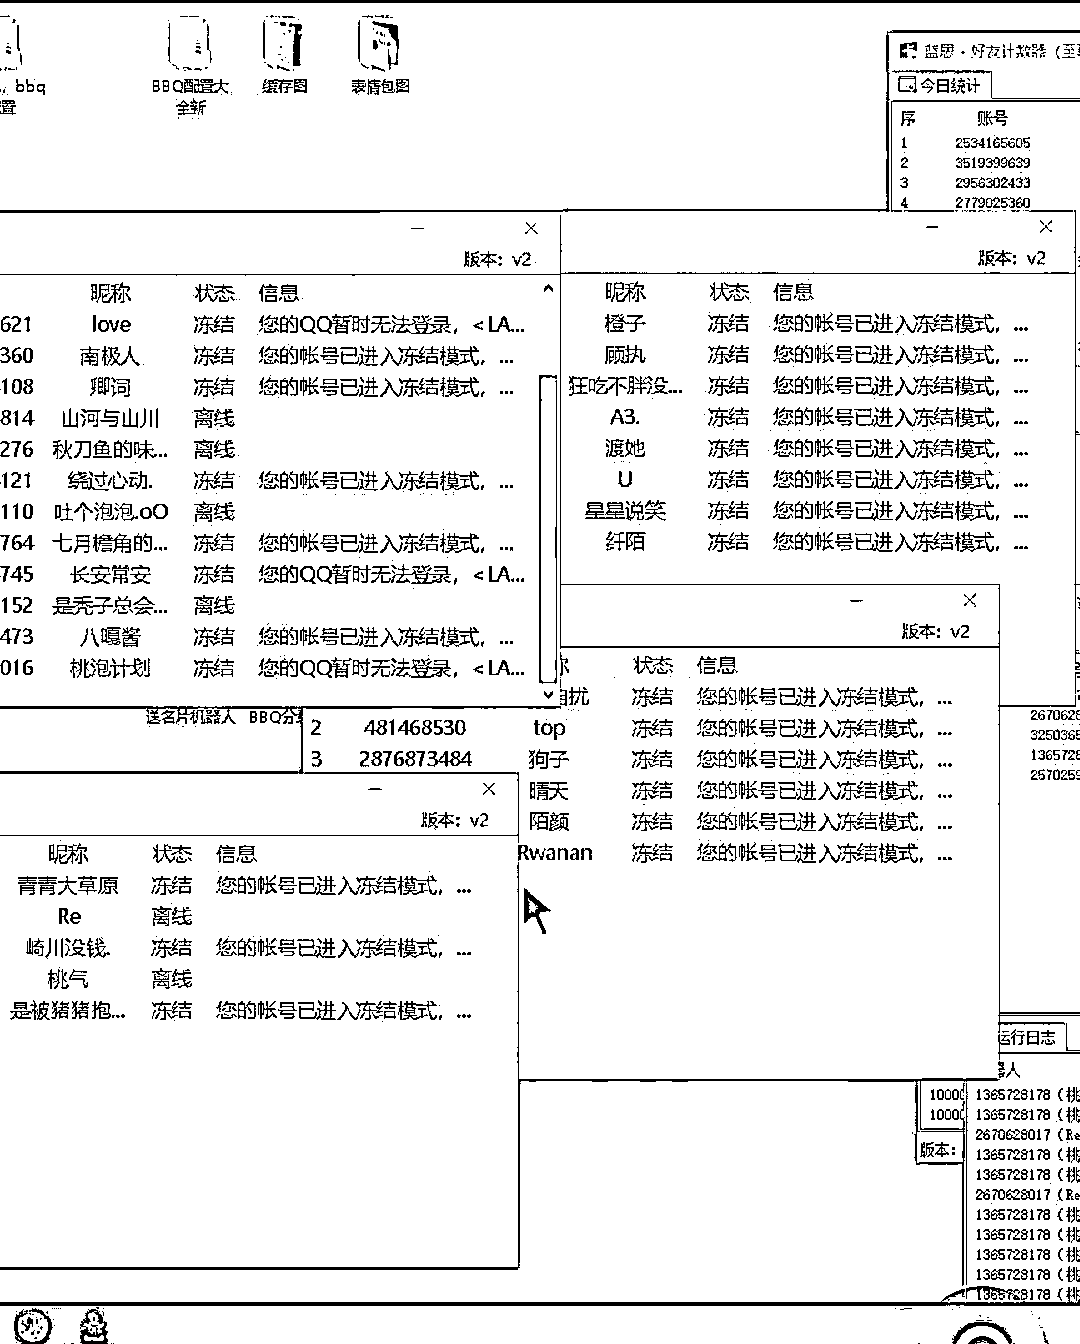 bbq
置
BBQ配置大全新
缓存图
表情包图
蓝思·好友计数器（至
今日统计
序 账号
1 2534165605
2 3519399639
3 2956302433
4 2779025360
版本: v2
昵称 状态 信息
621 love 冻结 您的QQ暂时无法登录，<LA...
360 南极人 冻结 您的帐号已进入冻结模式，...
108 卿词 冻结 您的帐号已进入冻结模式，...
814 山河与山川 离线
276 秋刀鱼的味... 离线
121 绕过心动. 冻结 您的帐号已进入冻结模式，...
110 吐个泡泡.oO 离线
764 七月檐角的... 冻结 您的帐号已进入冻结模式，...
745 长安常安 冻结 您的QQ暂时无法登录，<LA...
152 是秃子总会... 离线
473 八嘎酱 冻结 您的帐号已进入冻结模式，...
016 桃泡计划 冻结 您的QQ暂时无法登录，<LA...
版本: v2
昵称 状态 信息
橙子 冻结 您的帐号已进入冻结模式，...
顾执 冻结 您的帐号已进入冻结模式，...
狂吃不胖没... 冻结 您的帐号已进入冻结模式，...
A3. 冻结 您的帐号已进入冻结模式，...
渡她 冻结 您的帐号已进入冻结模式，...
U 冻结 您的帐号已进入冻结模式，...
星星说笑 冻结 您的帐号已进入冻结模式，...
纤陌 冻结 您的帐号已进入冻结模式，...
版本: v2
称 状态 信息
自扰 冻结 您的帐号已进入冻结模式，...
2 481468530 top 冻结 您的帐号已进入冻结模式，...
3 2876873484 狗子 冻结 您的帐号已进入冻结模式，...
晴天 冻结 您的帐号已进入冻结模式，...
陌颜 冻结 您的帐号已进入冻结模式，...
Rwanan 冻结 您的帐号已进入冻结模式，...
送名片机器人 BBQ分
版本: v2
昵称 状态 信息
青青大草原 冻结 您的帐号已进入冻结模式，...
Re 离线
崎川没钱. 冻结 您的帐号已进入冻结模式，...
桃气 离线
是被猪猪抱... 冻结 您的帐号已进入冻结模式，...
267062
325036
136572
257025
运行日志
人
1000
1000
版本:
1365728178（桃
1365728178（桃
2670628017（Re
1365728178（桃
1365728178（桃
2670628017（Re
1365728178（桃
1365728178（桃
1365728178（桃
1365728178（桃
1365728178（桃